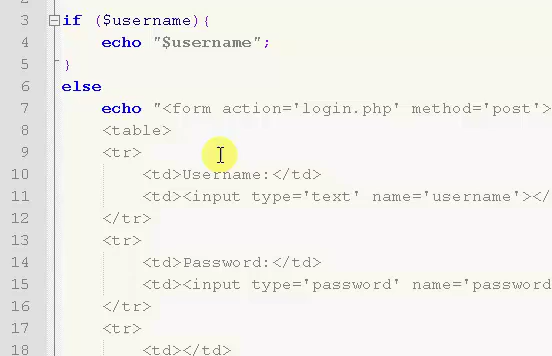 3 if ($username){
4 echo "$username";
5 }
6 else
7 echo "<form action='login.php' method='post'>
8 <table>
9 <tr>
10 <td>Username:</td>
11 <td><input type='text' name='username'></
12 </tr>
13 <tr>
14 <td>Password:</td>
15 <td><input type='password' name='password
16 </tr>
17 <tr>
18 <td></td>